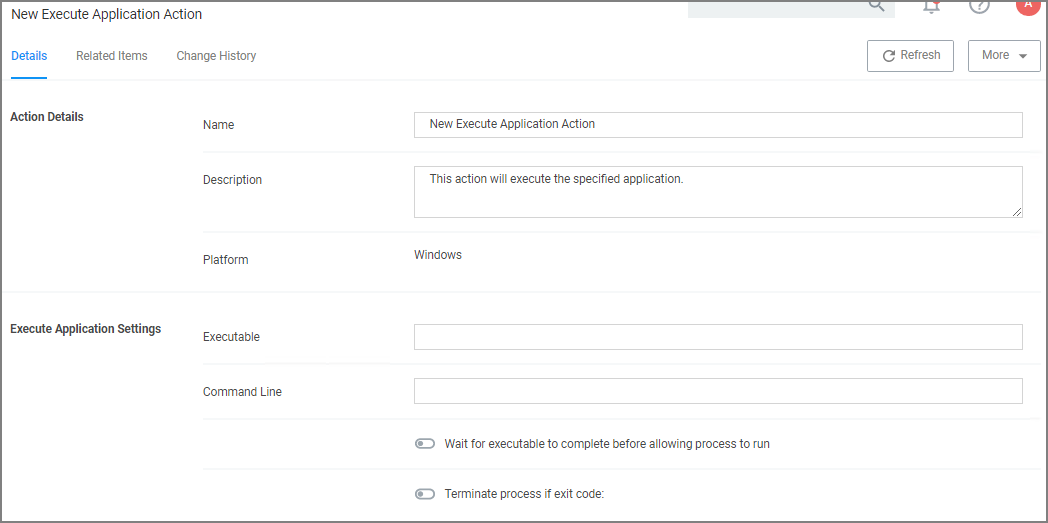 New Execute Application Action
A
Details Related Items Change History Refresh More
Action Details
Name New Execute Application Action
Description This action will execute the specified application.
Platform Windows
Execute Application Settings
Executable
Command Line
Wait for executable to complete before allowing process to run
Terminate process if exit code: